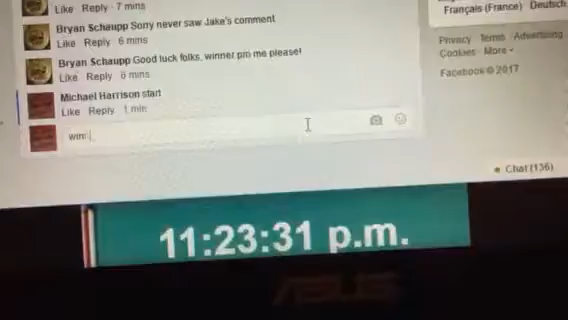 Like Reply · 7 mins
Bryan Schaupp Sorry never saw Jake's comment
Like Reply 6 mins
Bryan Schaupp Good luck folks, winner pm me please!
Like Reply 6 mins
Michael Harrison start
Like Reply 1 min
Français (France) Deutsch
Privacy Terms Advertising
Cookies · More
Facebook © 2017
Chat (136)
11:23:31 p.m.
ASUS